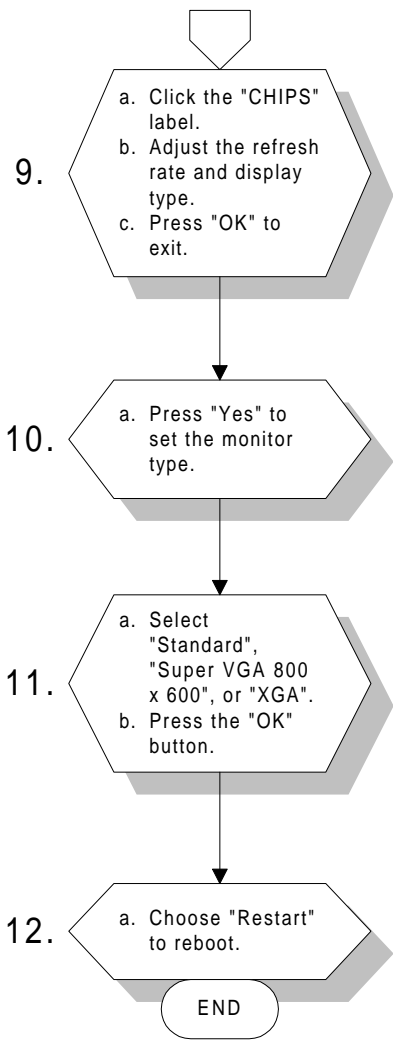 9.
a. Click the "CHIPS"
label.
b. Adjust the refresh
rate and display
type.
c. Press "OK" to
exit.
10.
a. Press "Yes" to
set the monitor
type.
11.
a. Select
"Standard",
"Super VGA 800
x 600", or "XGA".
b. Press the "OK"
button.
12.
a. Choose "Restart"
to reboot.
END